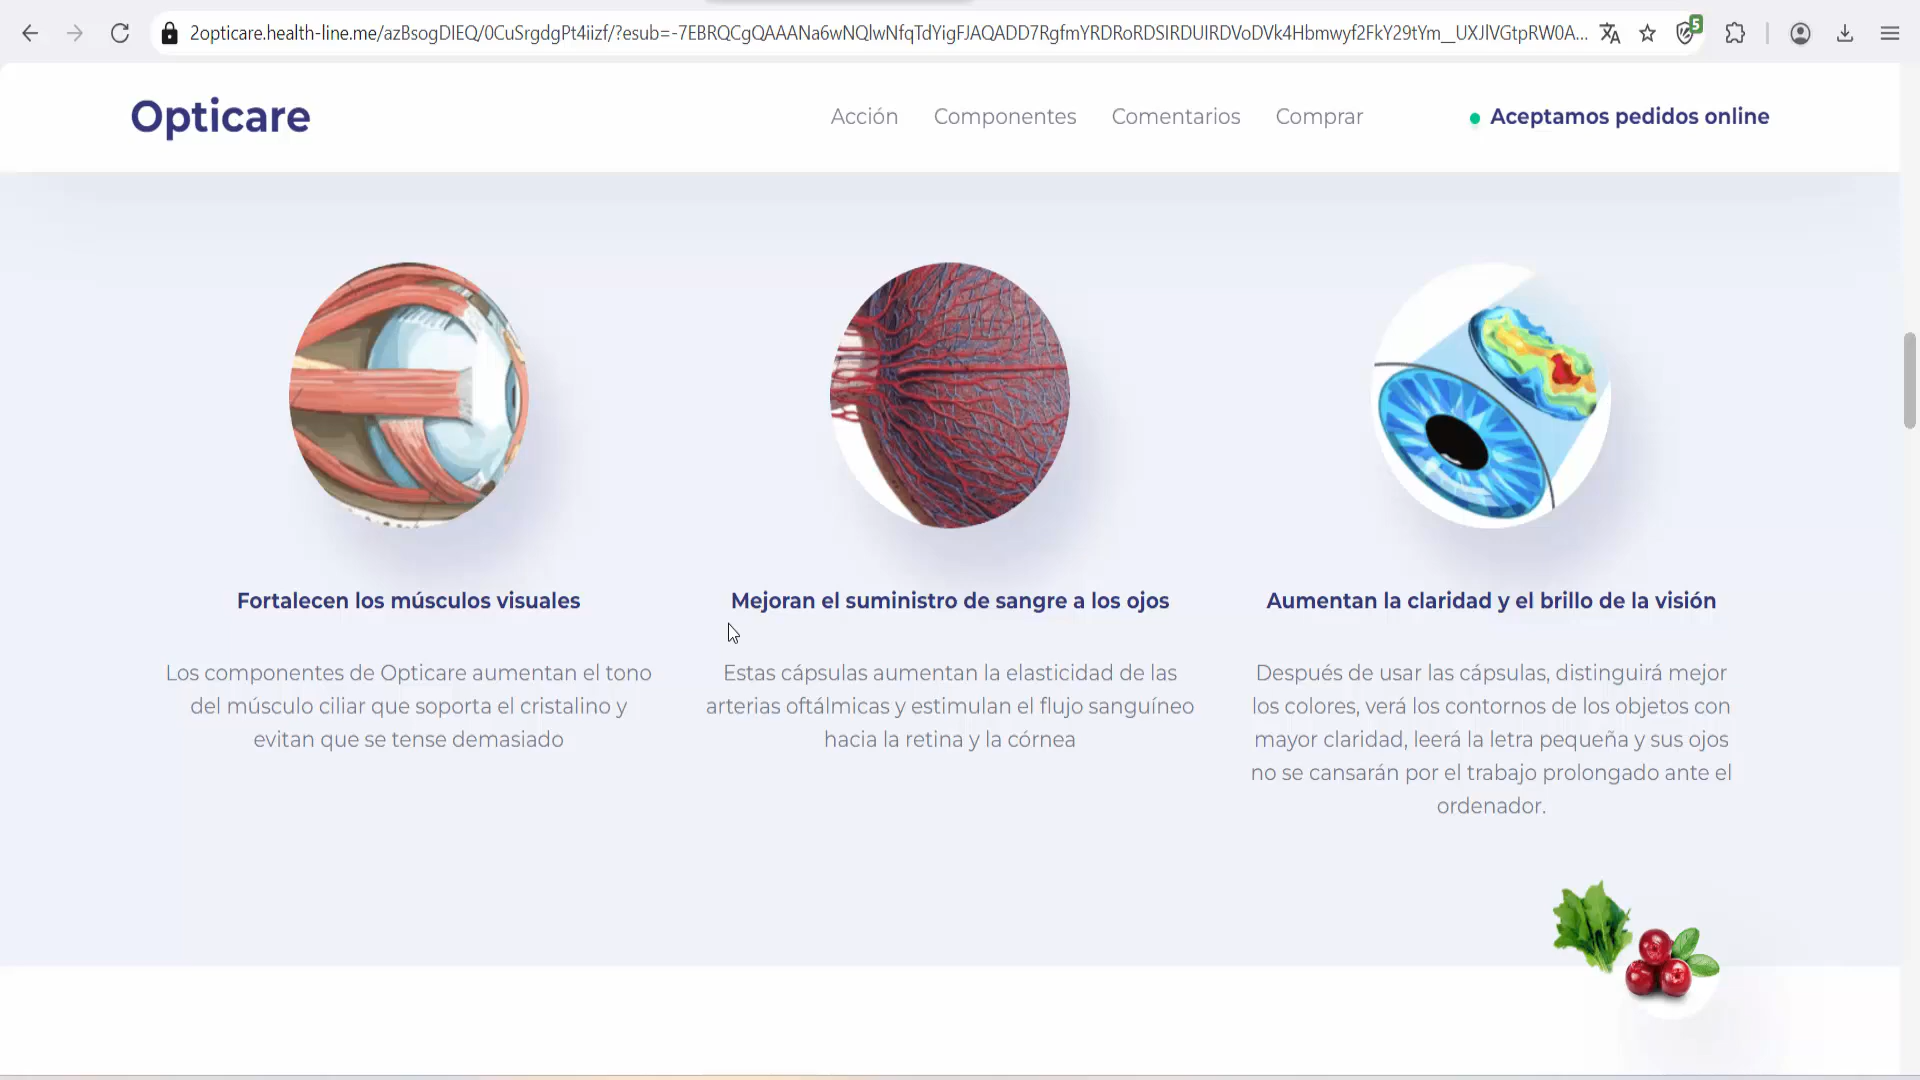 2opticare.health-line.me/azBsogDIEQ/0CuSrgdgPt4iizf/?esub=-7EBRQCgQAAANa6wNQlwNfqTdYigFJAQADD7RgfmYRDRoRDSIRDUIRDVoDVk4Hbmwyf2FkY29tYm__UXJlVGtpRW0A...
5
Opticare
Acción Componentes Comentarios Comprar
Aceptamos pedidos online
Fortalecen los músculos visuales
Los componentes de Opticare aumentan el tono
del músculo ciliar que soporta el cristalino y
evitan que se tense demasiado
Mejoran el suministro de sangre a los ojos
Estas cápsulas aumentan la elasticidad de las
arterias oftálmicas y estimulan el flujo sanguíneo
hacia la retina y la córnea
Aumentan la claridad y el brillo de la visión
Después de usar las cápsulas, distinguirá mejor
los colores, verá los contornos de los objetos con
mayor claridad, leerá la letra pequeña y sus ojos
no se cansarán por el trabajo prolongado ante el
ordenador.